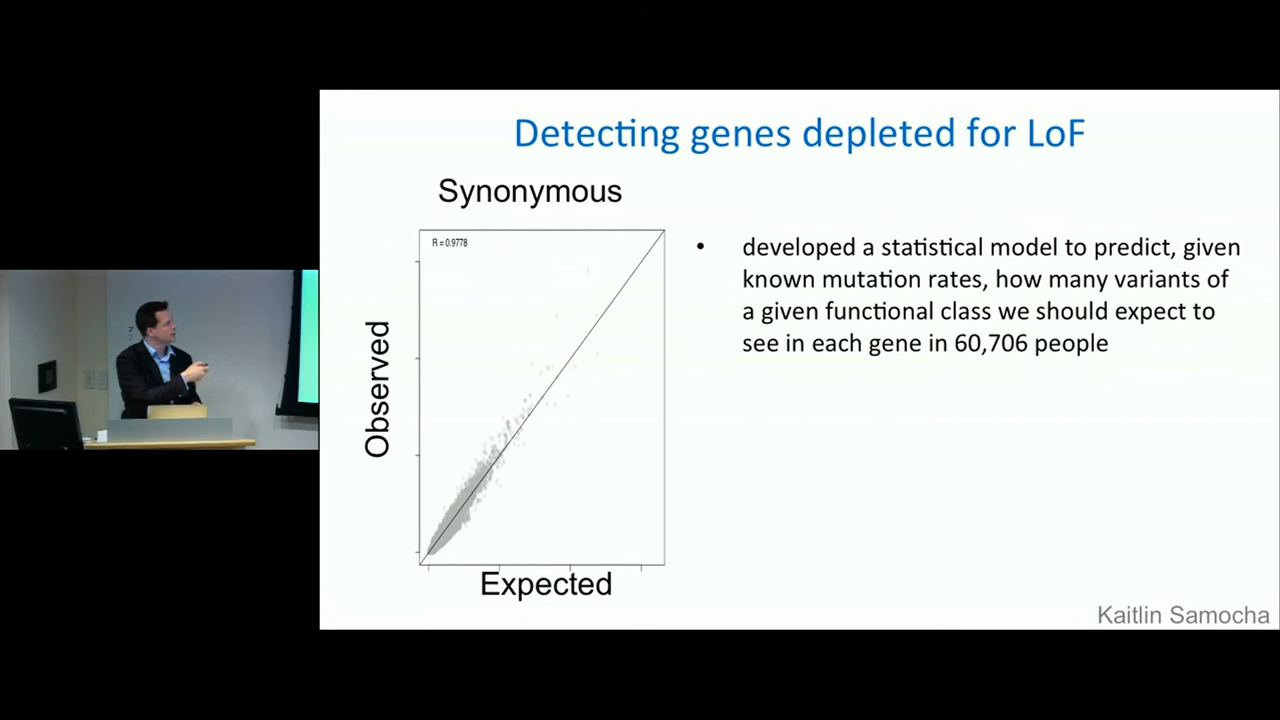 Detecting genes depleted for LoF
Synonymous
R = 0.9778
Observed
Expected
• developed a statistical model to predict, given
known mutation rates, how many variants of
a given functional class we should expect to
see in each gene in 60,706 people
Kaitlin Samocha